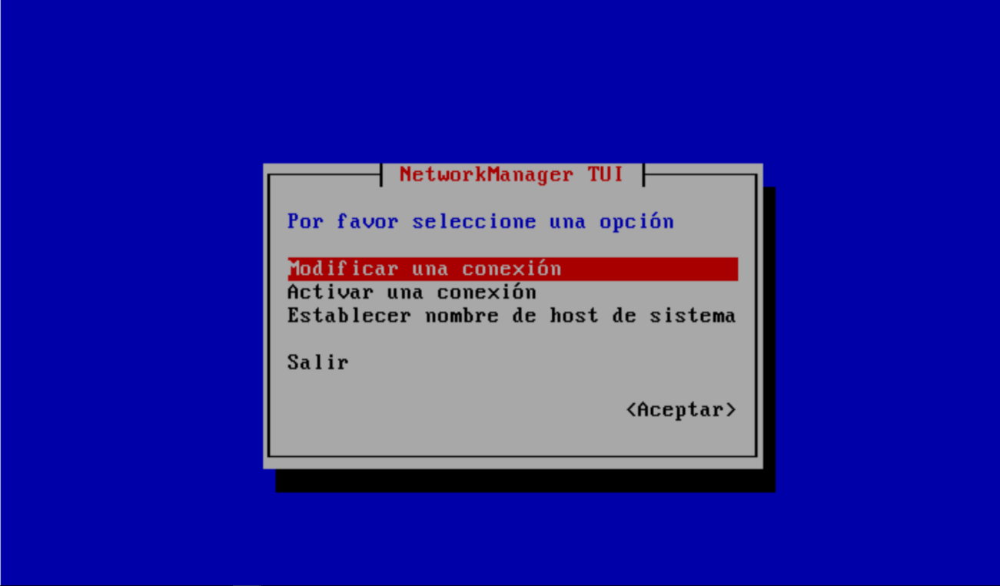 NetworkManager TUI
Por favor seleccione una opción
Modificar una conexión
Activar una conexión
Establecer nombre de host de sistema
Salir
<Aceptar>